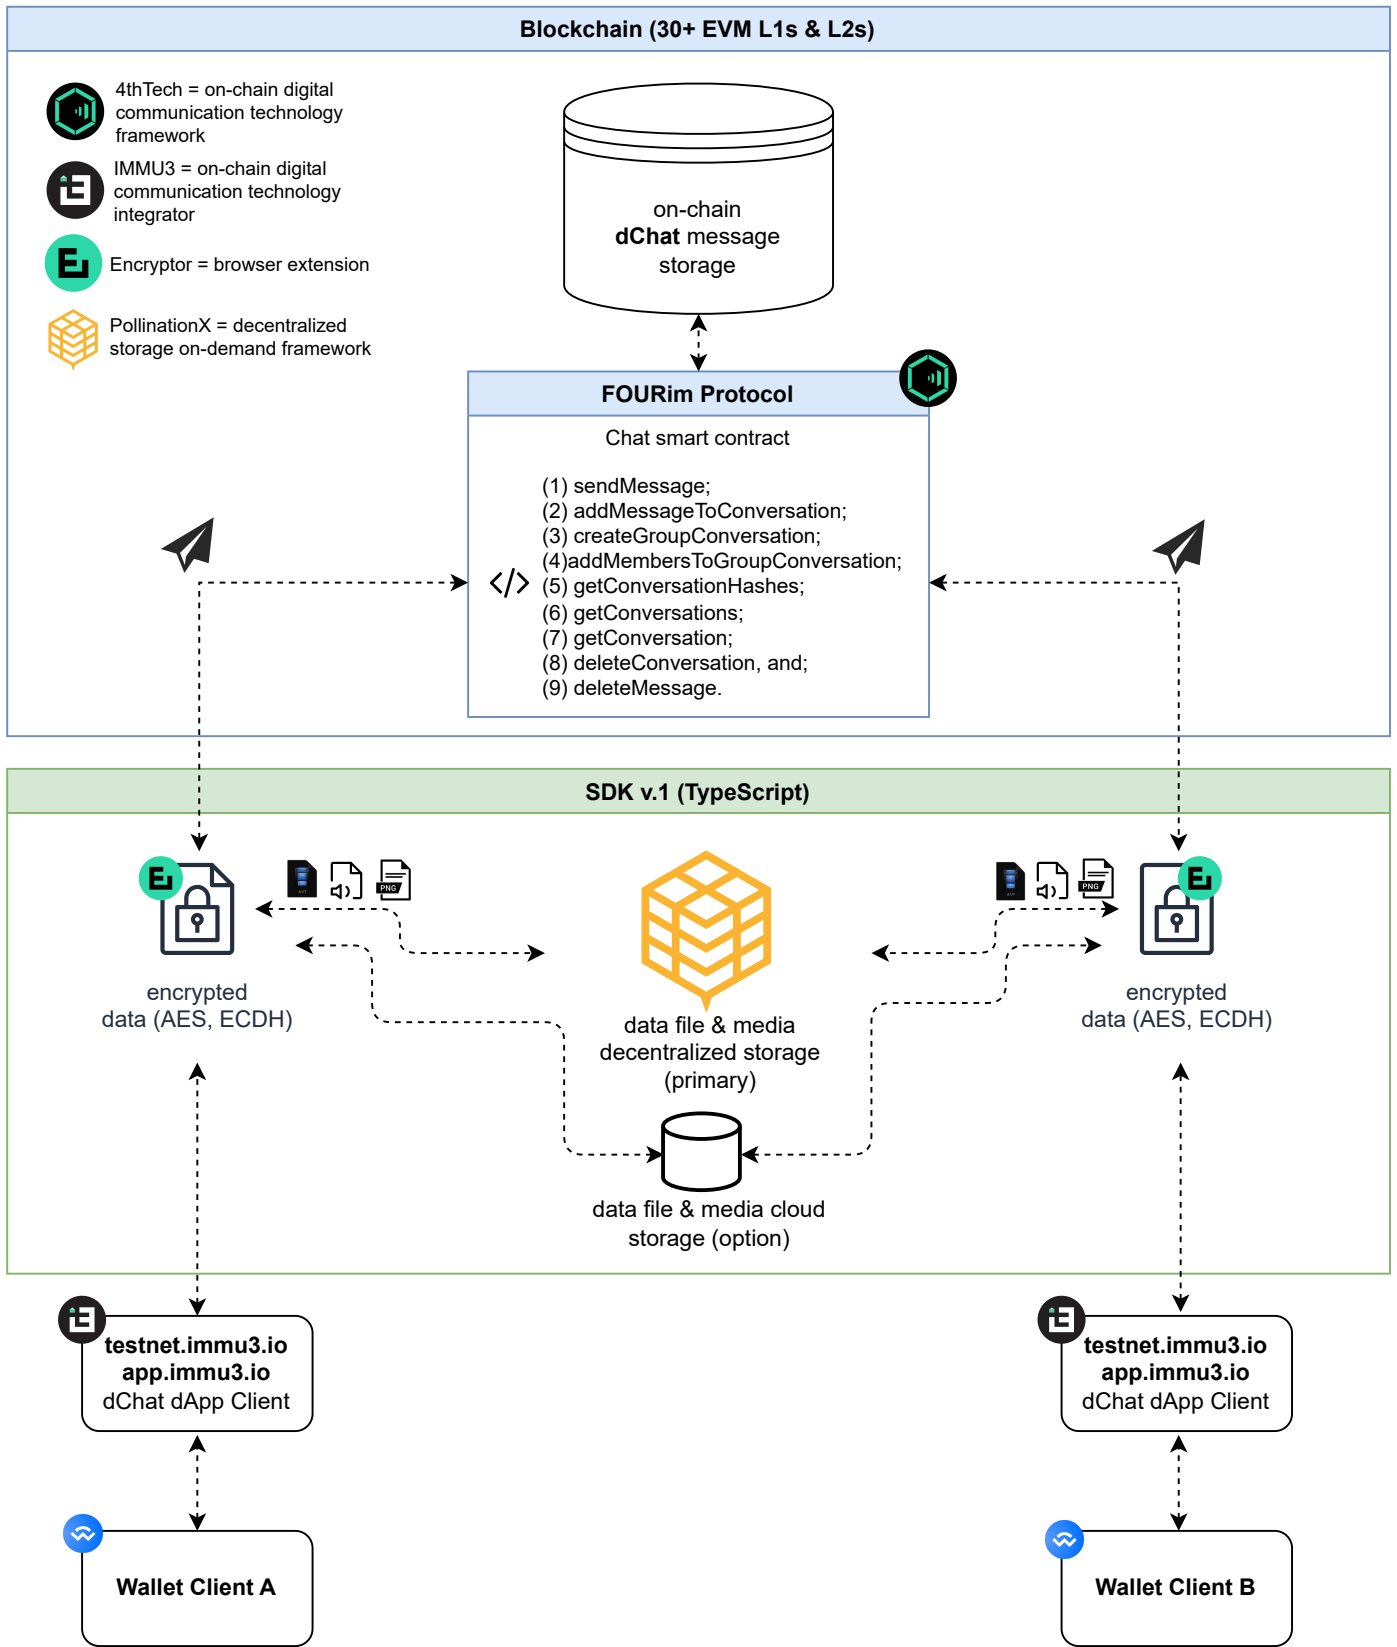 Blockchain (30+ EVM L1s & L2s)
4thTech = on-chain digital
communication technology
framework
IMMU3 = on-chain digital
communication technology
integrator
Encryptor = browser extension
PollinationX = decentralized
storage on-demand framework
on-chain
dChat message
storage
FOURim Protocol
Chat smart contract
(1) sendMessage;
(2) addMessageToConversation;
(3) createGroupConversation;
(4)addMembersToGroupConversation;
(5) getConversationHashes;
(6) getConversations;
(7) getConversation;
(8) deleteConversation, and;
(9) deleteMessage.
SDK v.1 (TypeScript)
PNG
PNG
encrypted
data (AES, ECDH)
data file & media
decentralized storage
(primary)
encrypted
data (AES, ECDH)
data file & media cloud
storage (option)
testnet.immu3.io
app.immu3.io
dChat dApp Client
testnet.immu3.io
app.immu3.io
dChat dApp Client
Wallet Client A
Wallet Client B